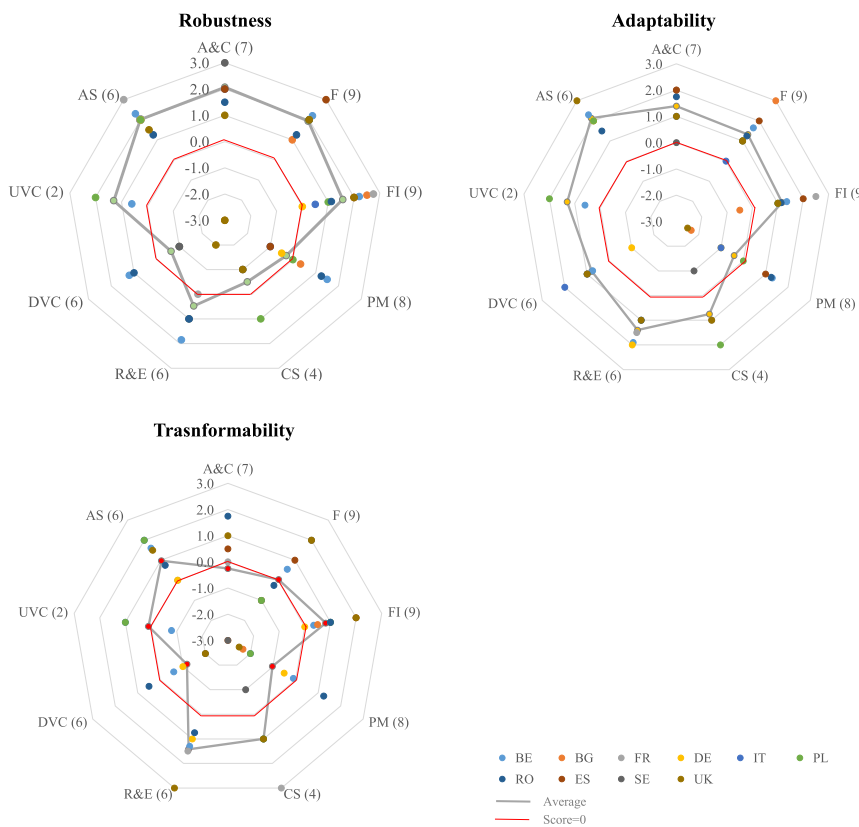 Robustness
A&C (7)
F (9)
FI (9)
PM (8)
CS (4)
R&E (6)
DVC (6)
UVC (2)
AS (6)
3.0
2.0
1.0
0.0
-1.0
-2.0
-3.0
Adaptability
A&C (7)
F (9)
FI (9)
PM (8)
CS (4)
R&E (6)
DVC (6)
UVC (2)
AS (6)
3.0
2.0
1.0
0.0
-1.0
-2.0
-3.0
Trasnformability
A&C (7)
F (9)
FI (9)
PM (8)
CS (4)
R&E (6)
DVC (6)
UVC (2)
AS (6)
3.0
2.0
1.0
0.0
-1.0
-2.0
-3.0
BE BG FR DE IT PL
RO ES SE UK
Average
Score=0